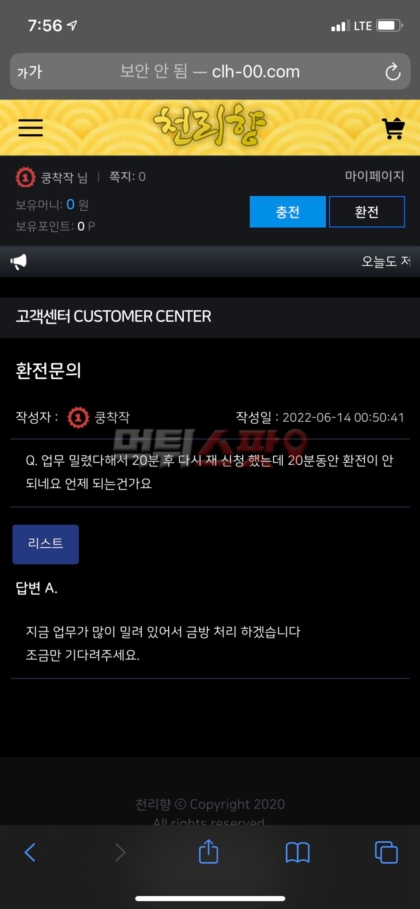 7:56
LTE
가가 보안 안 됨 — clh-00.com
천리향
1 쿵착작 님 | 쪽지: 0 마이페이지
보유머니: 0 원
보유포인트: 0 P
충전 환전
오늘도 저
고객센터 CUSTOMER CENTER
환전문의
작성자 : 1 쿵착작 작성일 : 2022-06-14 00:50:41
먹튀스팟
Q. 업무 밀렸다해서 20분 후 다시 재 신청 했는데 20분동안 환전이 안
되네요 언제 되는건가요
리스트
답변 A.
지금 업무가 많이 밀려 있어서 금방 처리 하겠습니다
조금만 기다려주세요.
천리향 © Copyright 2020
All rights reserved